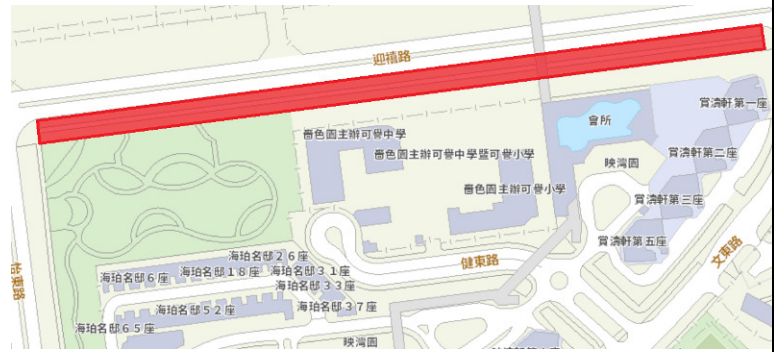 迎禧路
賞濤軒第一座
會所
嗇色園主辦可譽中學
嗇色園主辦可譽中學暨可譽小學
賞濤軒第二座
映灣園
嗇色園主辦可譽小學
賞濤軒第三座
賞濤軒第五座
文東路
海珀名邸26座
健東路
怡東路
海珀名邸6座
海珀名邸18座
海珀名邸31座
海珀名邸33座
海珀名邸52座
海珀名邸37座
海珀名邸65座
映灣園